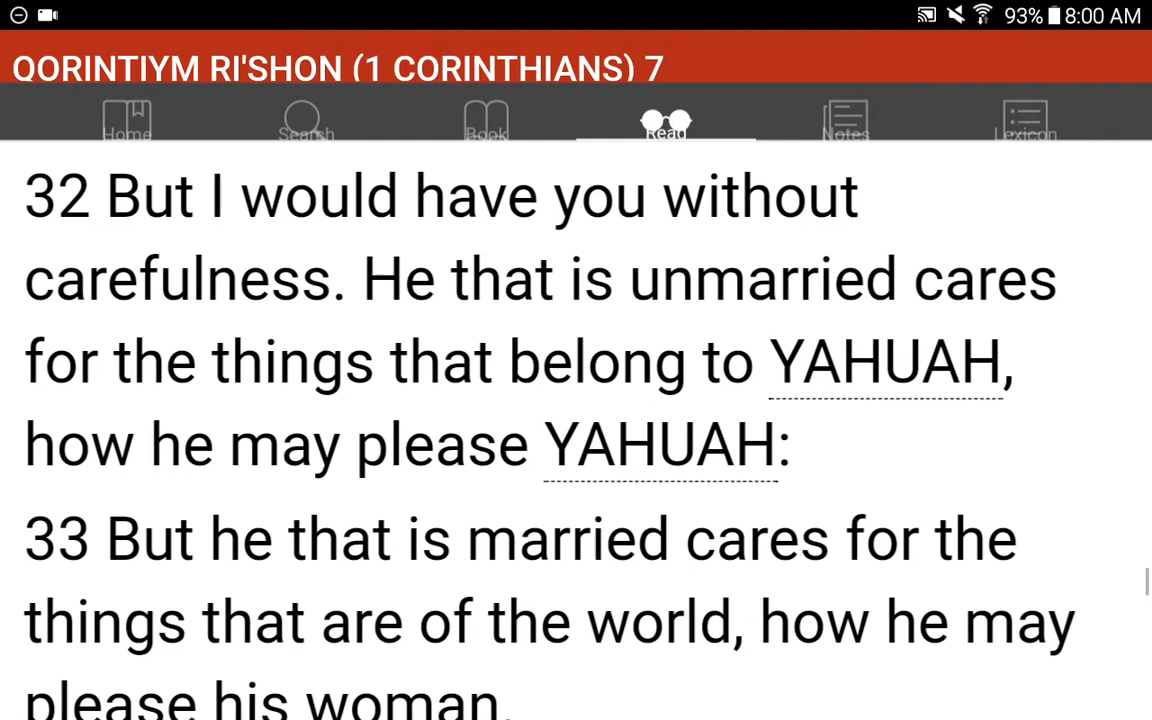 93% 8:00 AM
QORINTIYM RI'SHON (1 CORINTHIANS) 7
Home Search Book Read Notes Lexicon
32 But I would have you without
carefulness. He that is unmarried cares
for the things that belong to YAHUAH,
how he may please YAHUAH:
33 But he that is married cares for the
things that are of the world, how he may
please his woman.